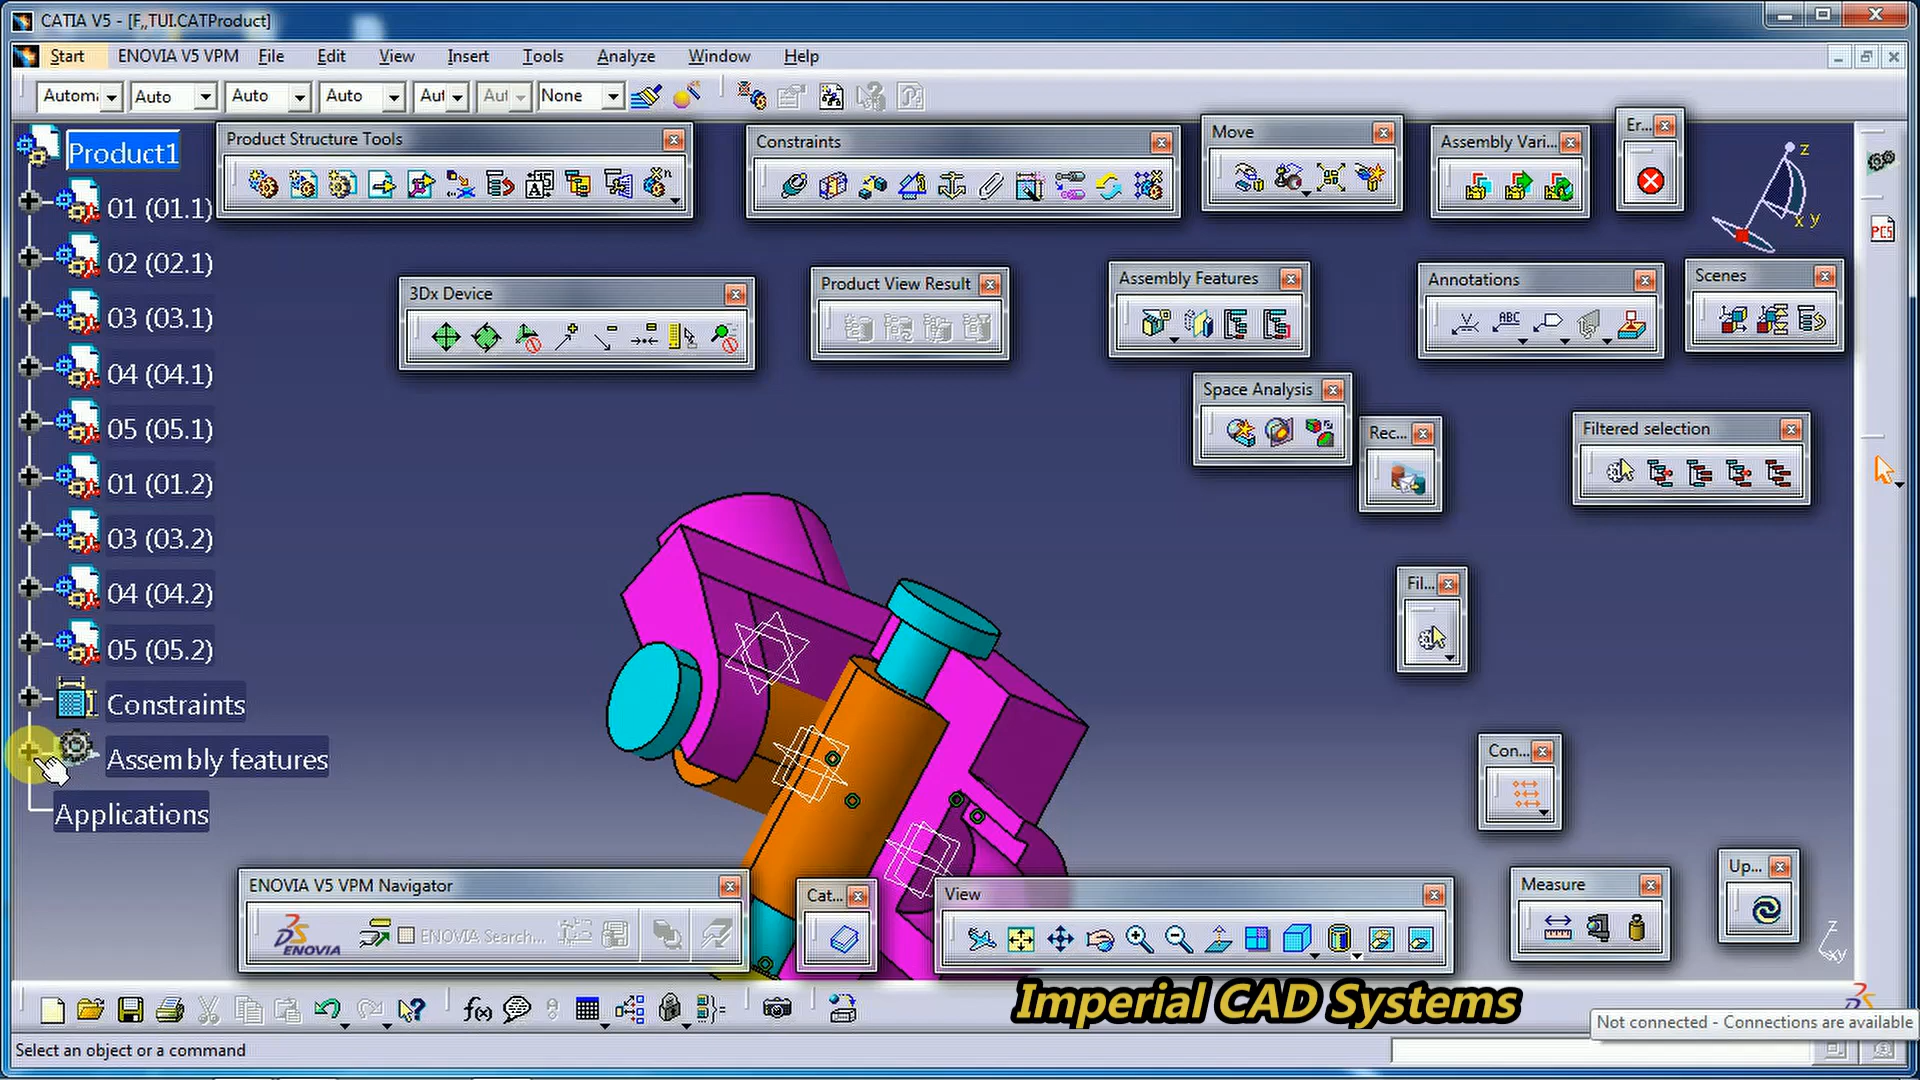 CATIA V5 - [F,,TUI.CATProduct]
Start ENOVIA V5 VPM File Edit View Insert Tools Analyze Window Help
Auto Auto Auto None
Product1
01 (01.1)
02 (02.1)
03 (03.1)
04 (04.1)
05 (05.1)
01 (01.2)
03 (03.2)
04 (04.2)
05 (05.2)
Constraints
Assembly features
Applications
Product Structure Tools
Constraints
Move
Assembly Vari...
Er...
z
x y
PCS
3Dx Device
Product View Result
Assembly Features
Annotations
ABC
Scenes
Space Analysis
Rec...
Filtered selection
Fil...
Con...
ENOVIA V5 VPM Navigator
ENOVIA
ENOVIA Search...
Cat...
View
Measure
Up...
f(x)
Imperial CAD Systems
Not connected - Connections are available
Select an object or a command